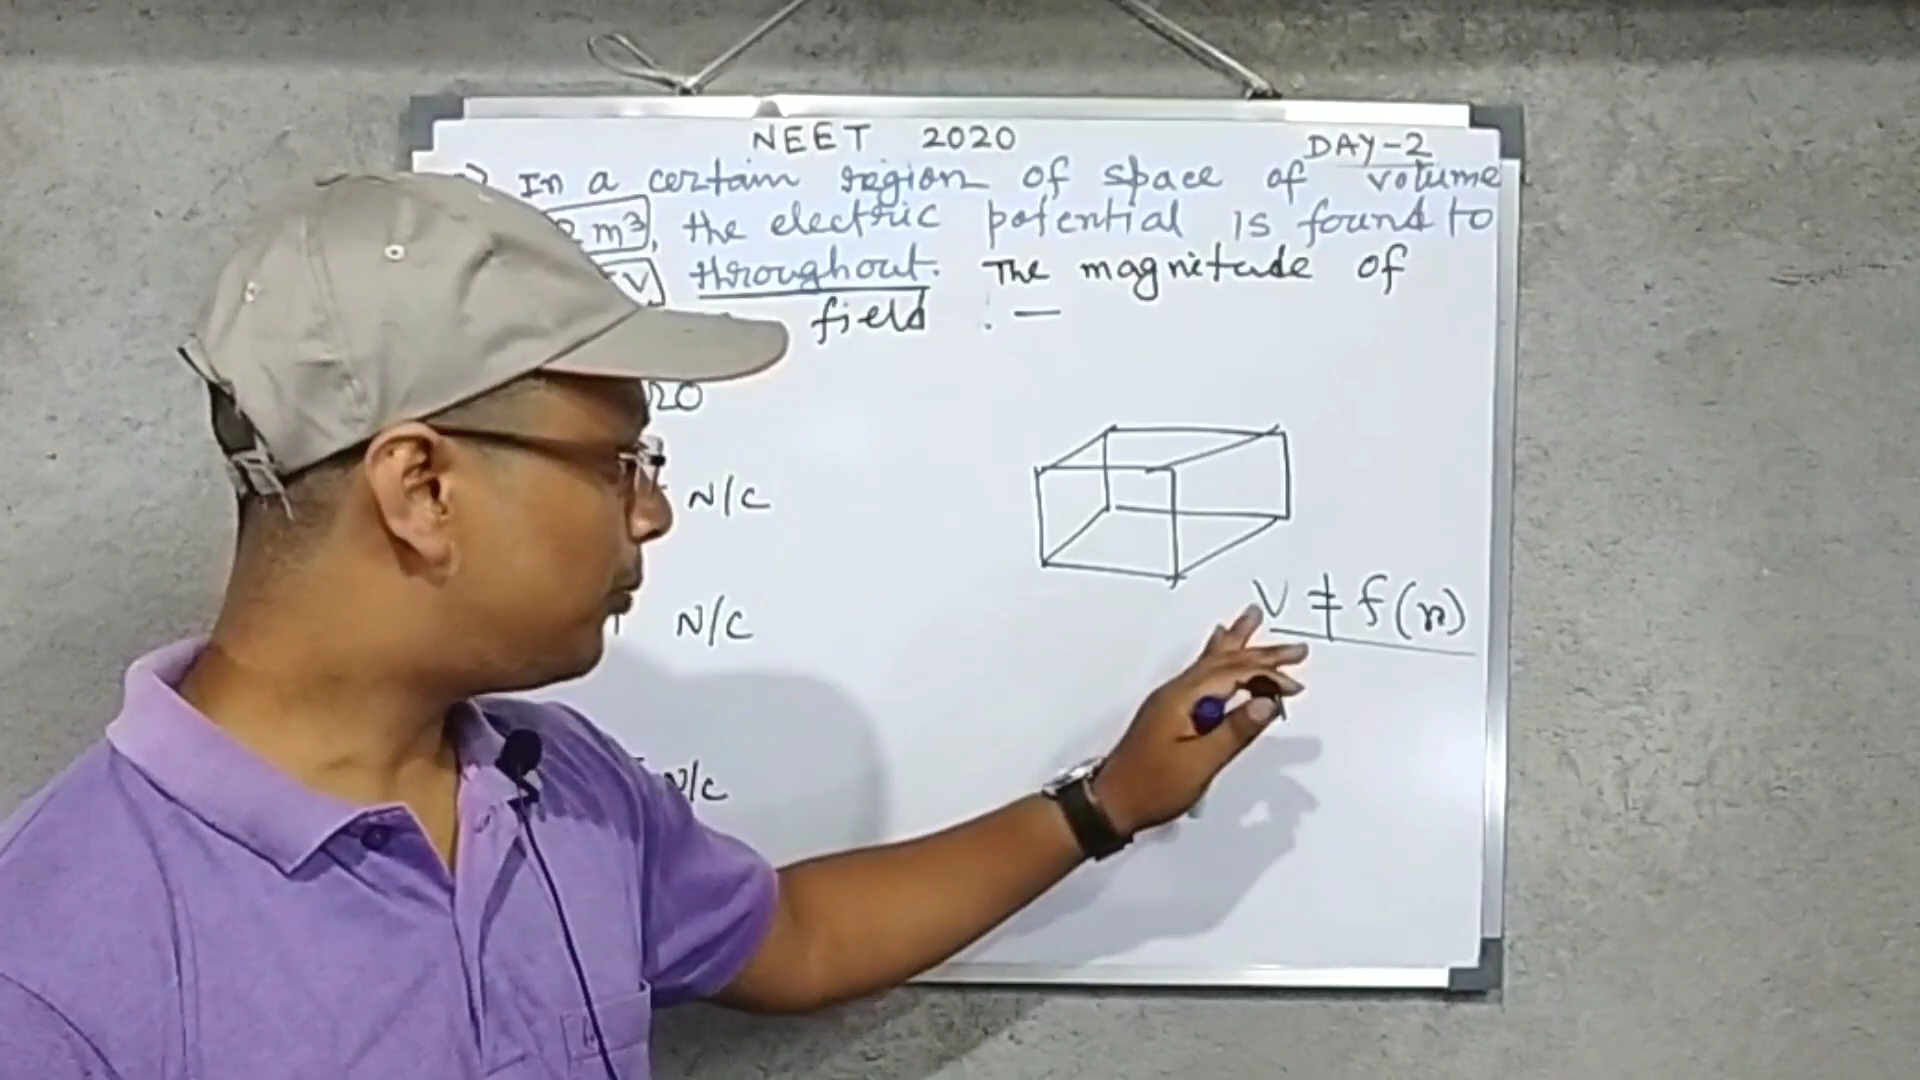 NEET 2020
DAY-2
In a certain region of space of volume
2 m³, the electric potential is found to
V throughout. The magnitude of
field : —
N/C
N/C
V ≠ f(r)
N/C